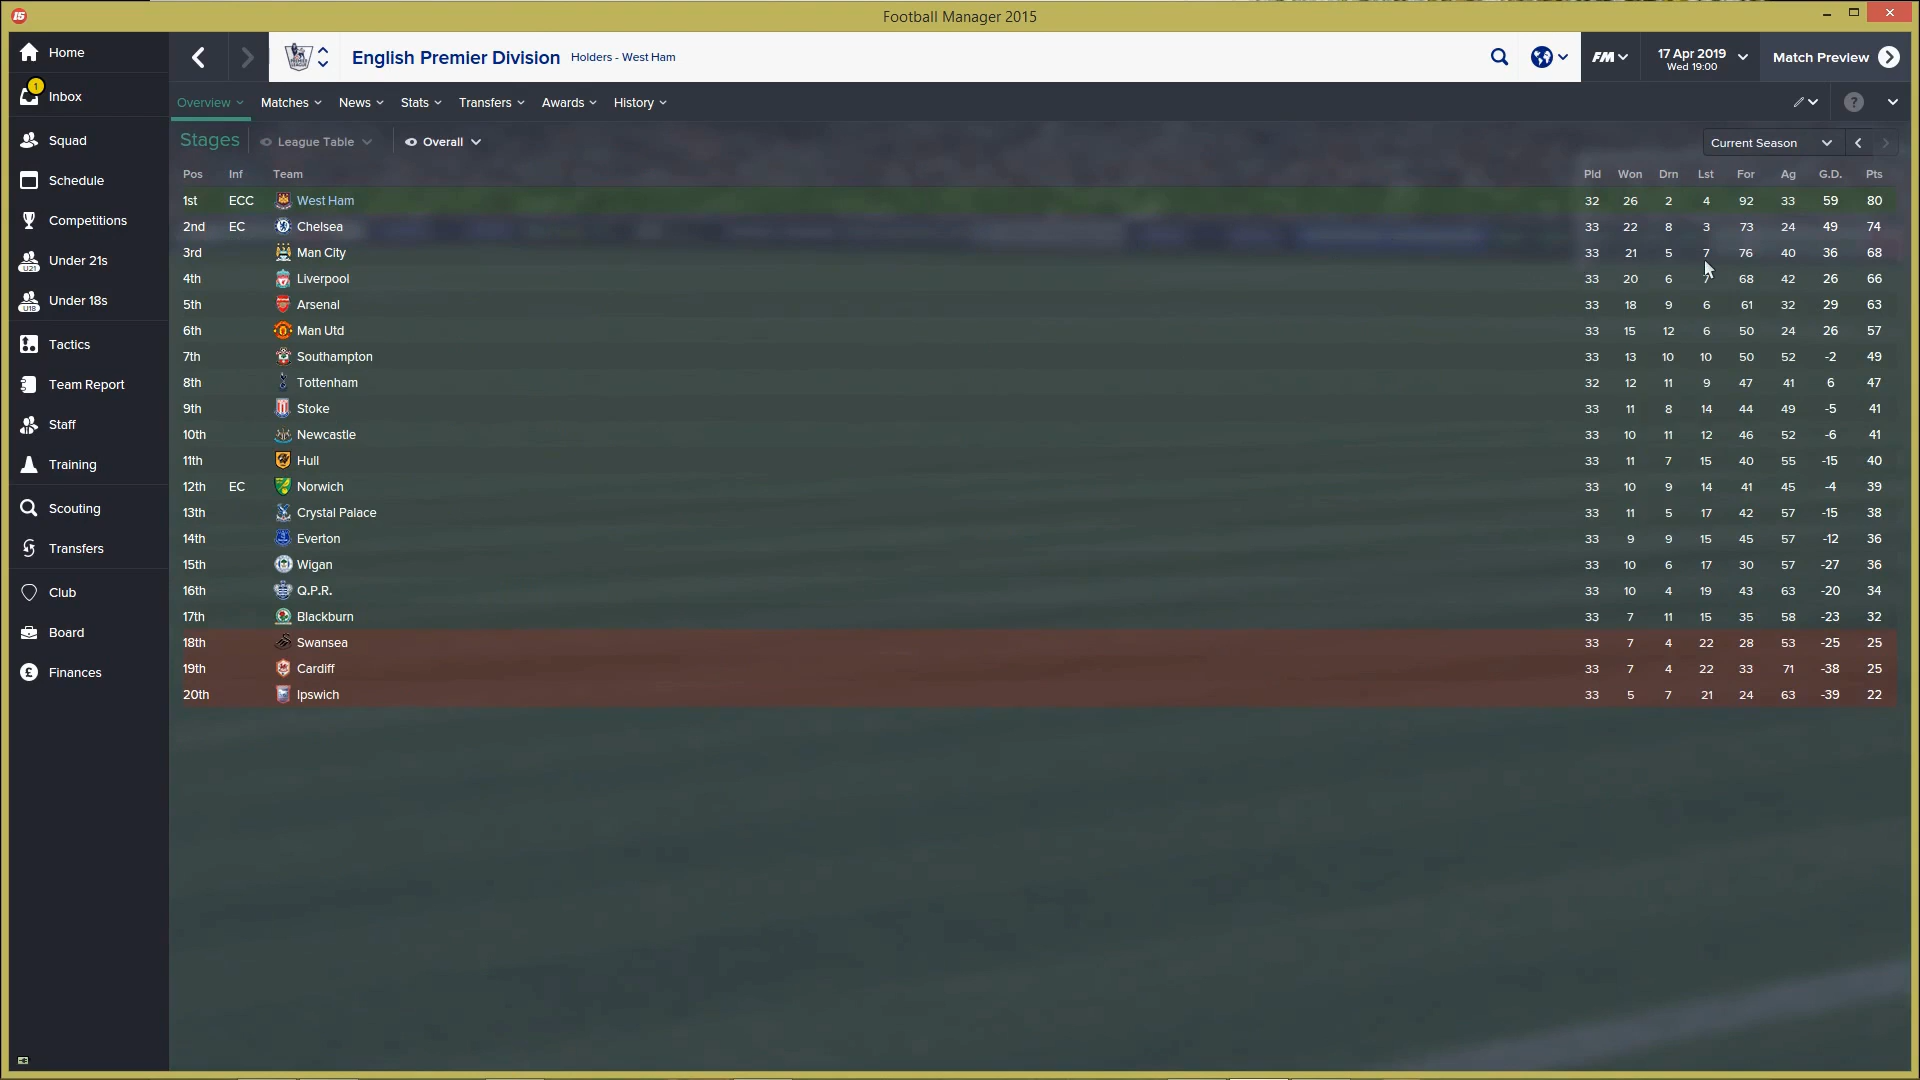 15 Football Manager 2015
Home
1
Inbox
Squad
Schedule
Competitions
U21 Under 21s
U18 Under 18s
Tactics
Team Report
Staff
Training
Scouting
Transfers
Club
Board
£ Finances
English Premier Division Holders - West Ham
FM 17 Apr 2019 Match Preview
Wed 19:00
Overview Matches News Stats Transfers Awards History ?
Stages League Table Overall Current Season
Pos Inf Team Pld Won Drn Lst For Ag G.D. Pts
1st ECC West Ham 32 26 2 4 92 33 59 80
2nd EC Chelsea 33 22 8 3 73 24 49 74
3rd Man City 33 21 5 7 76 40 36 68
4th Liverpool 33 20 6 7 68 42 26 66
5th Arsenal 33 18 9 6 61 32 29 63
6th Man Utd 33 15 12 6 50 24 26 57
7th Southampton 33 13 10 10 50 52 -2 49
8th Tottenham 32 12 11 9 47 41 6 47
9th Stoke 33 11 8 14 44 49 -5 41
10th Newcastle 33 10 11 12 46 52 -6 41
11th Hull 33 11 7 15 40 55 -15 40
12th EC Norwich 33 10 9 14 41 45 -4 39
13th Crystal Palace 33 11 5 17 42 57 -15 38
14th Everton 33 9 9 15 45 57 -12 36
15th Wigan 33 10 6 17 30 57 -27 36
16th Q.P.R. 33 10 4 19 43 63 -20 34
17th Blackburn 33 7 11 15 35 58 -23 32
18th Swansea 33 7 4 22 28 53 -25 25
19th Cardiff 33 7 4 22 33 71 -38 25
20th Ipswich 33 5 7 21 24 63 -39 22